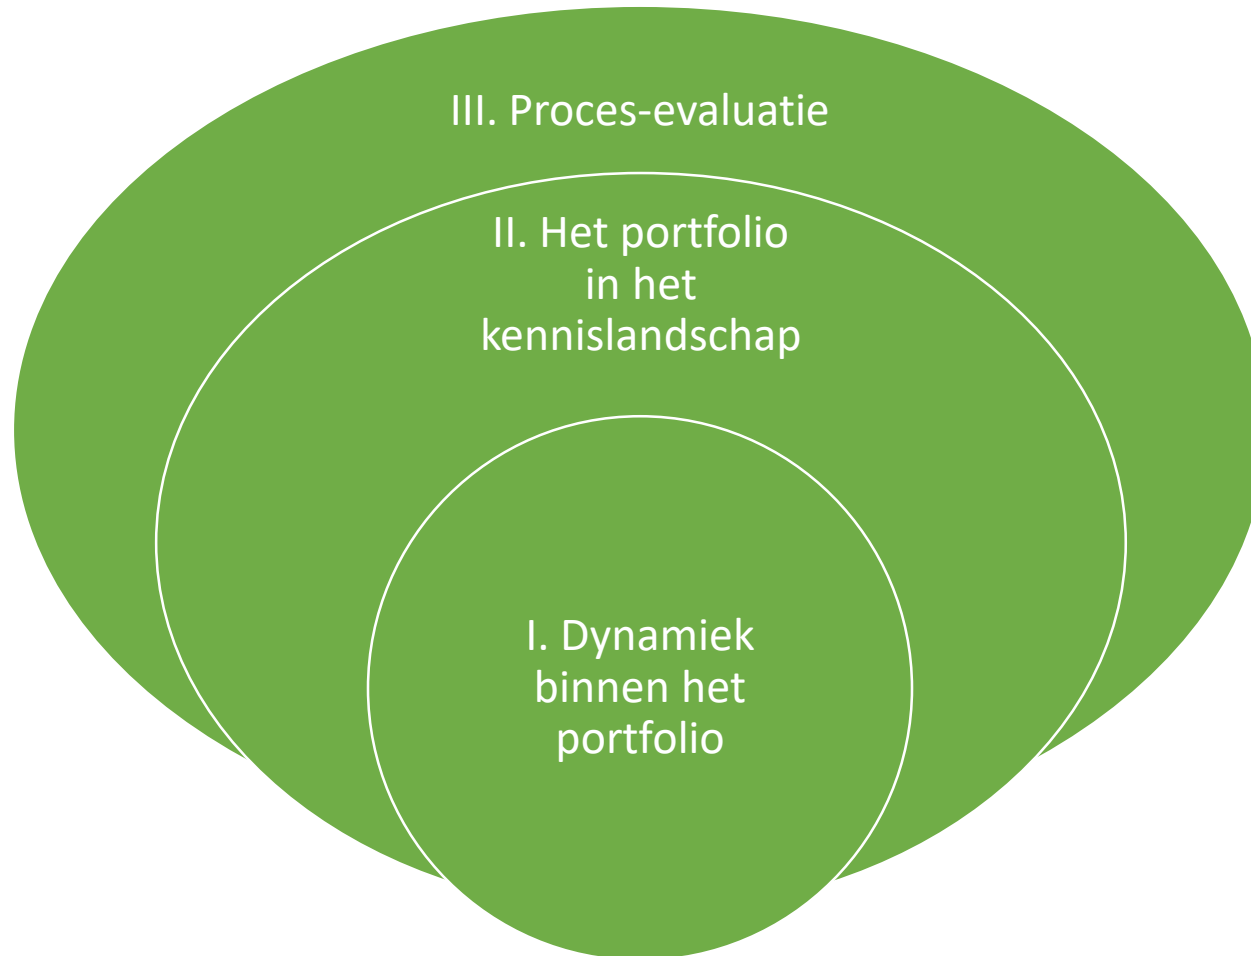 III. Proces-evaluatie
II. Het portfolio
in het
kennislandschap
I. Dynamiek
binnen het
portfolio